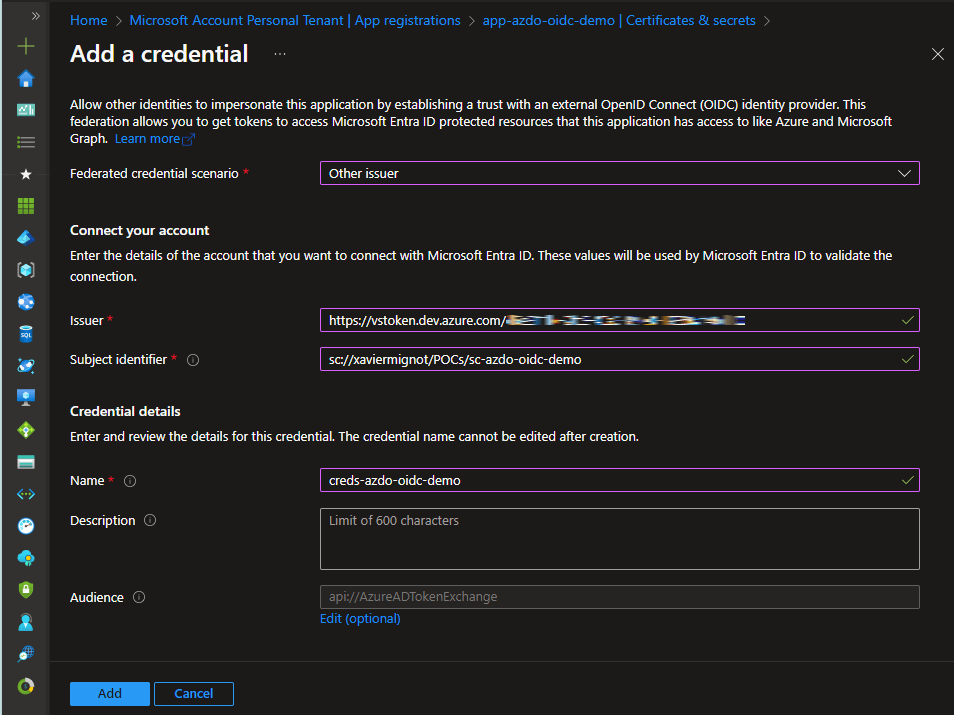 Home > Microsoft Account Personal Tenant | App registrations > app-azdo-oidc-demo | Certificates & secrets >
Add a credential ...
Allow other identities to impersonate this application by establishing a trust with an external OpenID Connect (OIDC) identity provider. This
federation allows you to get tokens to access Microsoft Entra ID protected resources that this application has access to like Azure and Microsoft
Graph. Learn more
Federated credential scenario * Other issuer
Connect your account
Enter the details of the account that you want to connect with Microsoft Entra ID. These values will be used by Microsoft Entra ID to validate the
connection.
Issuer * https://vstoken.dev.azure.com/
Subject identifier * sc://xaviermignot/POCs/sc-azdo-oidc-demo
Credential details
Enter and review the details for this credential. The credential name cannot be edited after creation.
Name * creds-azdo-oidc-demo
Description Limit of 600 characters
Audience api://AzureADTokenExchange
Edit (optional)
Add Cancel
SQL